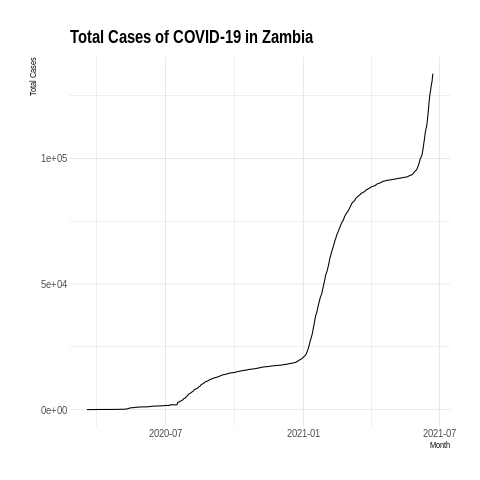 Total Cases of COVID-19 in Zambia
Total Cases
1e+05
5e+04
0e+00
2020-07
2021-01
2021-07
Month